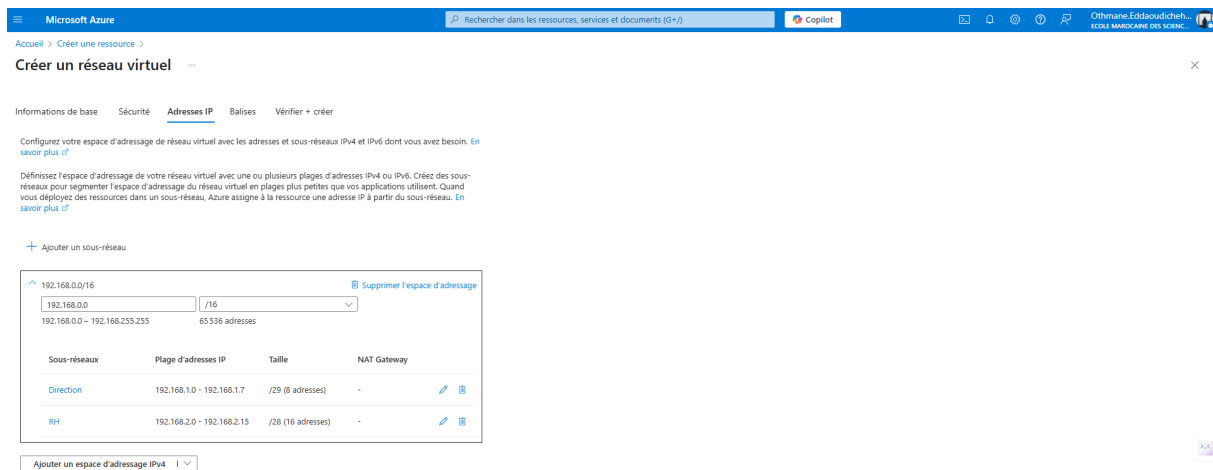 Microsoft Azure
Rechercher dans les ressources, services et documents (G+/)
Copilot
Othmane.Eddaoudicheh...
ECOLE MAROCAINE DES SCIENC...
Accueil > Créer une ressource >
Créer un réseau virtuel ...
Informations de base Sécurité Adresses IP Balises Vérifier + créer
Configurez votre espace d'adressage de réseau virtuel avec les adresses et sous-réseaux IPv4 et IPv6 dont vous avez besoin. En
savoir plus
Définissez l'espace d'adressage de votre réseau virtuel avec une ou plusieurs plages d'adresses IPv4 ou IPv6. Créez des sous-
réseaux pour segmenter l'espace d'adressage du réseau virtuel en plages plus petites que vos applications utilisent. Quand
vous déployez des ressources dans un sous-réseau, Azure assigne à la ressource une adresse IP à partir du sous-réseau. En
savoir plus
Ajouter un sous-réseau
192.168.0.0/16 Supprimer l'espace d'adressage
192.168.0.0 /16
192.168.0.0 – 192.168.255.255 65 536 adresses
Sous-réseaux Plage d'adresses IP Taille NAT Gateway
Direction 192.168.1.0 - 192.168.1.7 /29 (8 adresses) -
RH 192.168.2.0 - 192.168.2.15 /28 (16 adresses) -
Ajouter un espace d'adressage IPv4 |